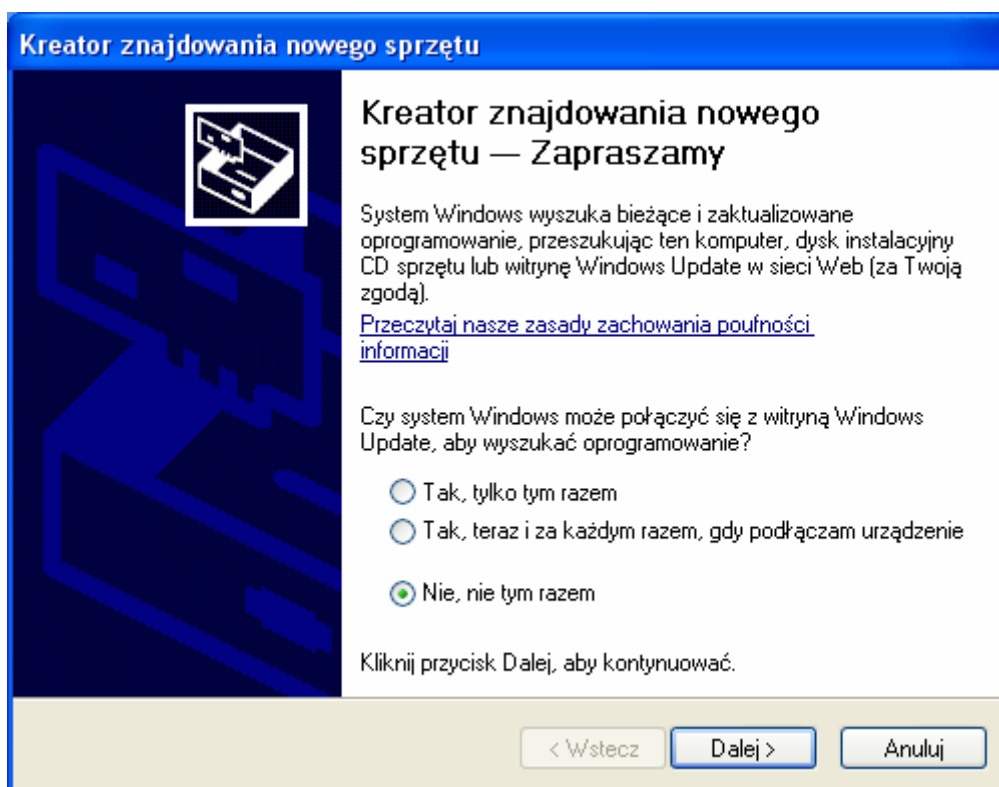 Kreator znajdowania nowego sprzętu
Kreator znajdowania nowego
sprzętu — Zapraszamy
System Windows wyszuka bieżące i zaktualizowane
oprogramowanie, przeszukując ten komputer, dysk instalacyjny
CD sprzętu lub witrynę Windows Update w sieci Web (za Twoją
zgodą).
Przeczytaj nasze zasady zachowania poufności
informacji
Czy system Windows może połączyć się z witryną Windows
Update, aby wyszukać oprogramowanie?
Tak, tylko tym razem
Tak, teraz i za każdym razem, gdy podłączam urządzenie
Nie, nie tym razem
Kliknij przycisk Dalej, aby kontynuować.
< Wstecz Dalej > Anuluj